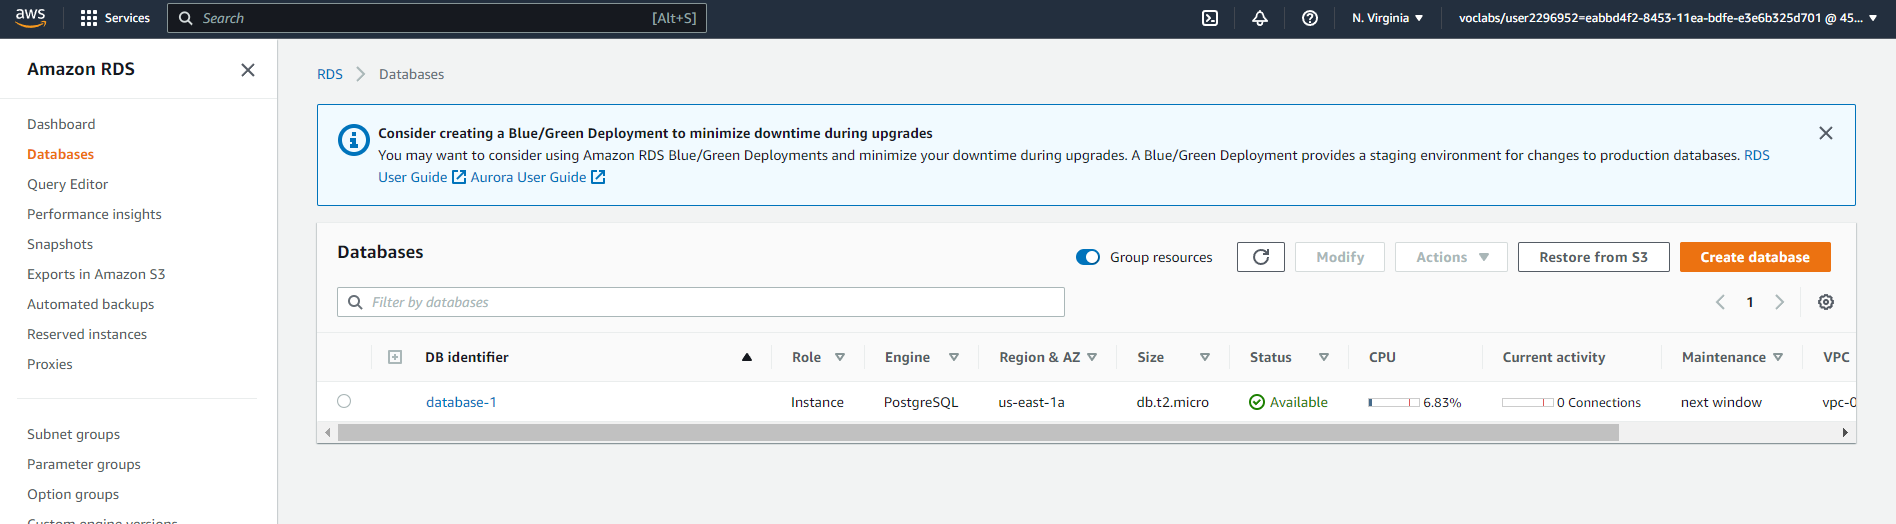 aws Services Search [Alt+S] N. Virginia voclabs/user2296952=eabbd4f2-8453-11ea-bdfe-e3e6b325d701 @ 45...
Amazon RDS
Dashboard
Databases
Query Editor
Performance insights
Snapshots
Exports in Amazon S3
Automated backups
Reserved instances
Proxies
Subnet groups
Parameter groups
Option groups
Custom engine versions
RDS Databases
Consider creating a Blue/Green Deployment to minimize downtime during upgrades
You may want to consider using Amazon RDS Blue/Green Deployments and minimize your downtime during upgrades. A Blue/Green Deployment provides a staging environment for changes to production databases. RDS
User Guide Aurora User Guide
Databases
Group resources Modify Actions Restore from S3 Create database
Filter by databases 1
DB identifier Role Engine Region & AZ Size Status CPU Current activity Maintenance VPC
database-1 Instance PostgreSQL us-east-1a db.t2.micro Available 6.83% 0 Connections next window vpc-0